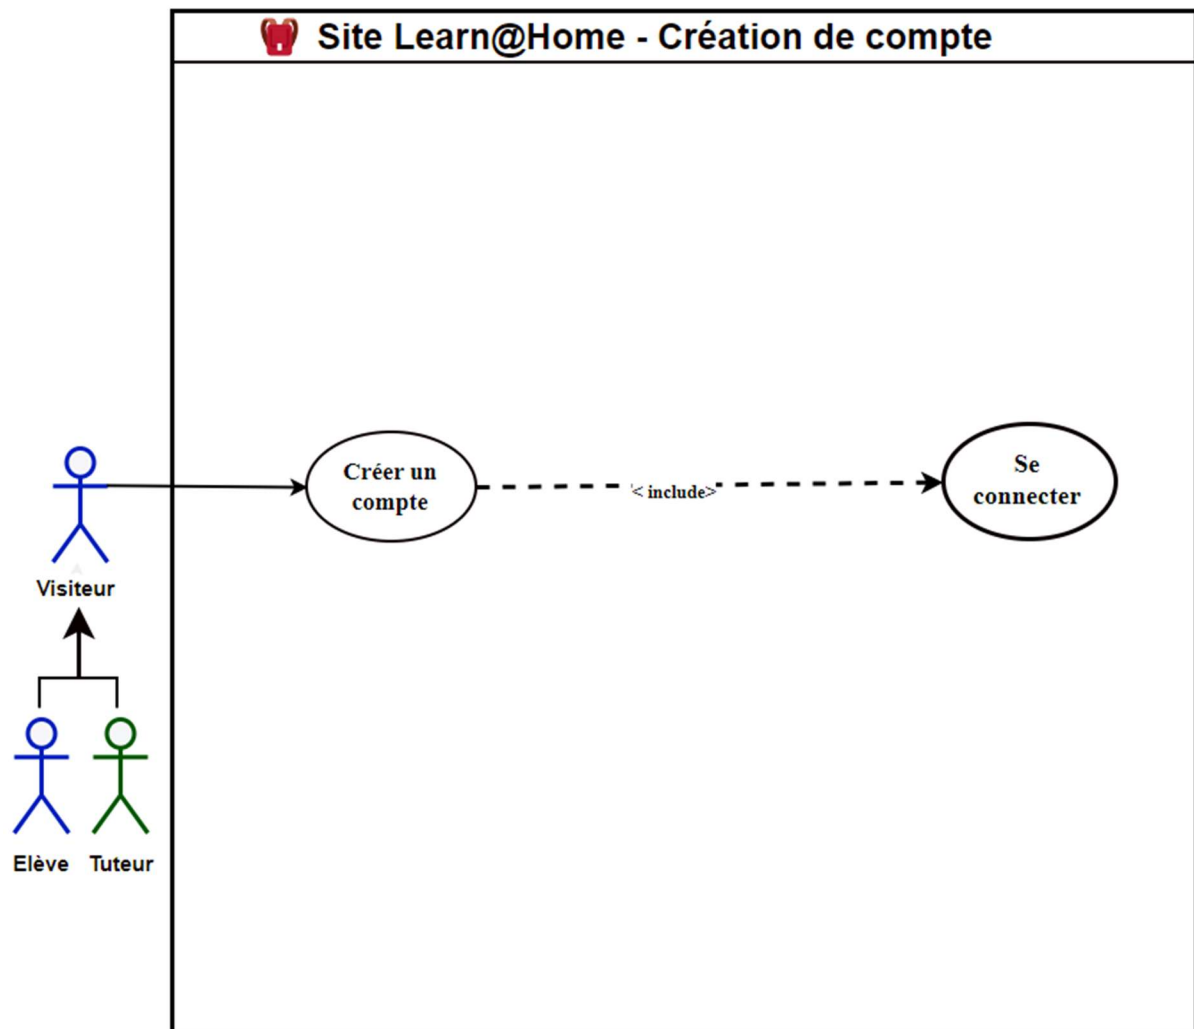 Site Learn@Home - Création de compte
Créer un
compte
< include>
Se
connecter
Visiteur
Elève
Tuteur